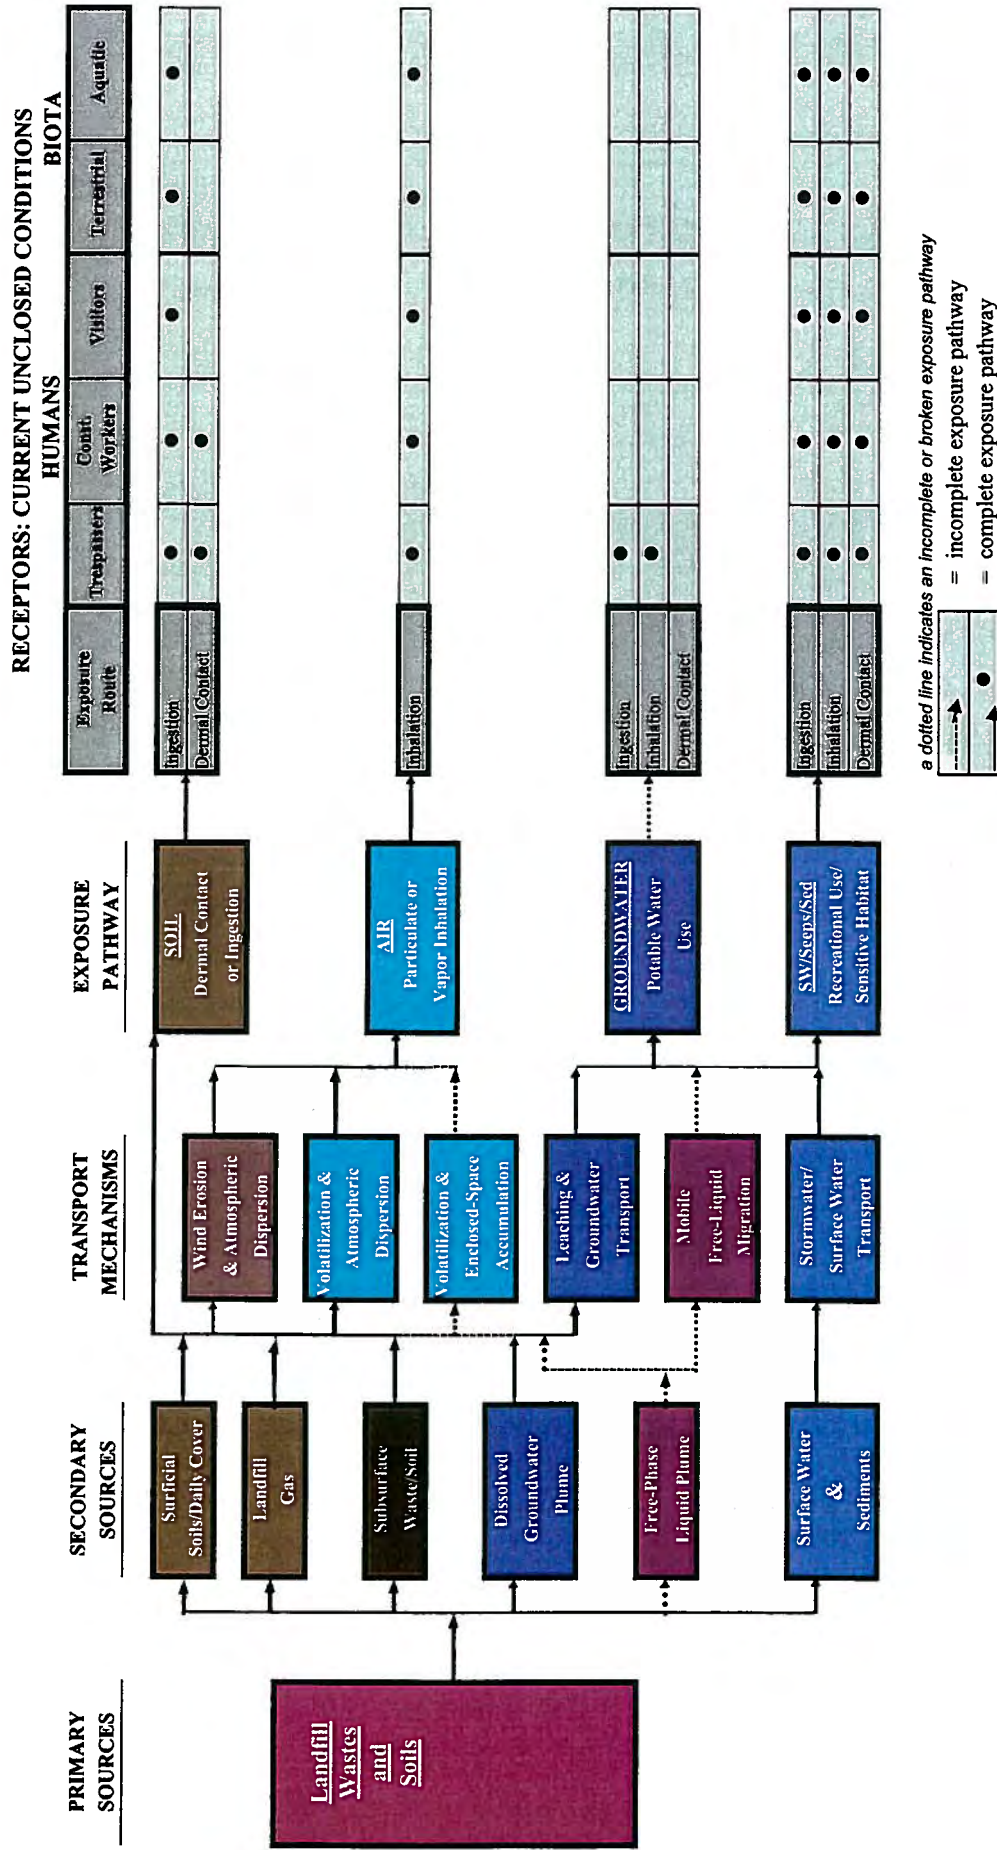 RECEPTORS: CURRENT UNCLOSED CONDITIONS
HUMANS
BIOTA
PRIMARY
SOURCES
SECONDARY
SOURCES
TRANSPORT
MECHANISMS
EXPOSURE
PATHWAY
Exposure
Route
Trespassers
Const.
Workers
Visitors
Terrestrial
Aquatic
Landfill
Wastes
and
Soils
Surficial
Soils/Daily Cover
Landfill
Gas
Subsurface
Waste/Soil
Dissolved
Groundwater
Plume
Free-Phase
Liquid Plume
Surface Water
&
Sediments
Wind Erosion
& Atmospheric
Dispersion
Volatilization &
Atmospheric
Dispersion
Volatilization &
Enclosed-Space
Accumulation
Leaching &
Groundwater
Transport
Mobile
Free-Liquid
Migration
Stormwater/
Surface Water
Transport
SOIL
Dermal Contact
or Ingestion
AIR
Particulate or
Vapor Inhalation
GROUNDWATER
Potable Water
Use
SW/Seeps/Sed
Recreational Use/
Sensitive Habitat
Ingestion
Dermal Contact
Inhalation
Ingestion
Inhalation
Dermal Contact
Ingestion
Inhalation
Dermal Contact
a dotted line indicates an incomplete or broken exposure pathway
= incomplete exposure pathway
= complete exposure pathway